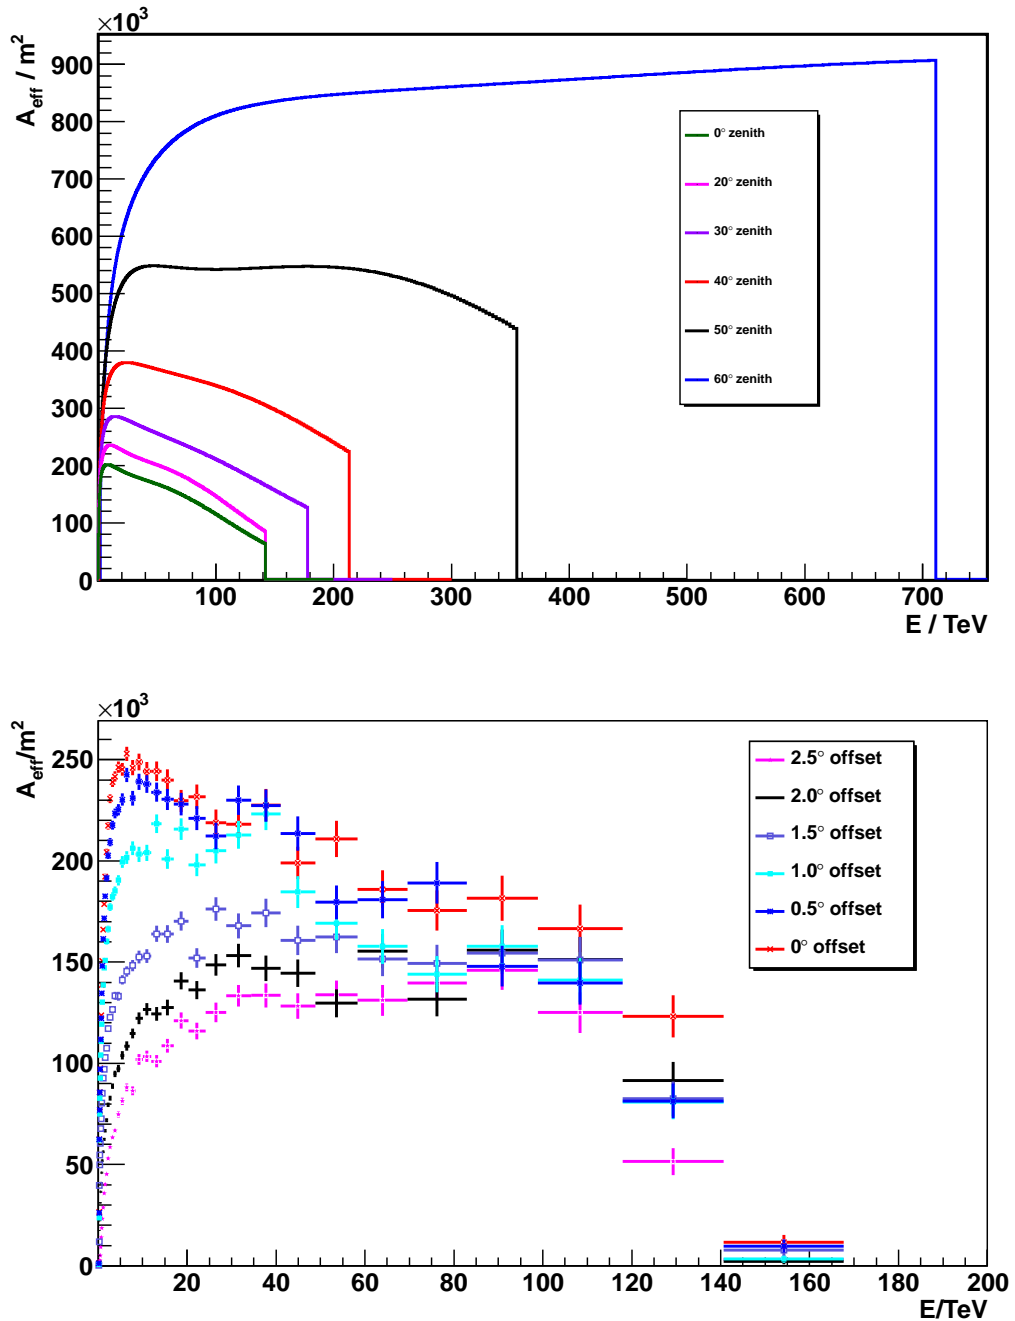 ×10³
A_eff / m²
900
800
700
600
500
400
300
200
100
0
0° zenith
20° zenith
30° zenith
40° zenith
50° zenith
60° zenith
100 200 300 400 500 600 700
E / TeV
×10³
A_eff/m²
250
200
150
100
50
0
2.5° offset
2.0° offset
1.5° offset
1.0° offset
0.5° offset
0° offset
20 40 60 80 100 120 140 160 180 200
E/TeV